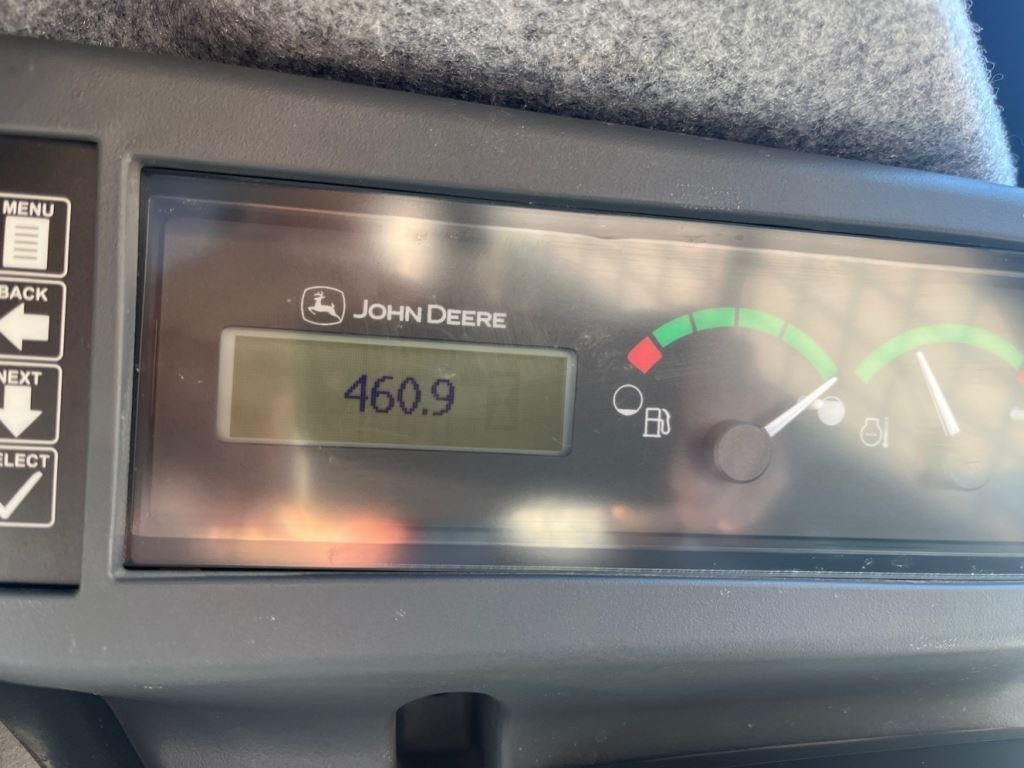 MENU
BACK
NEXT
ELECT
JOHN DEERE
460.9